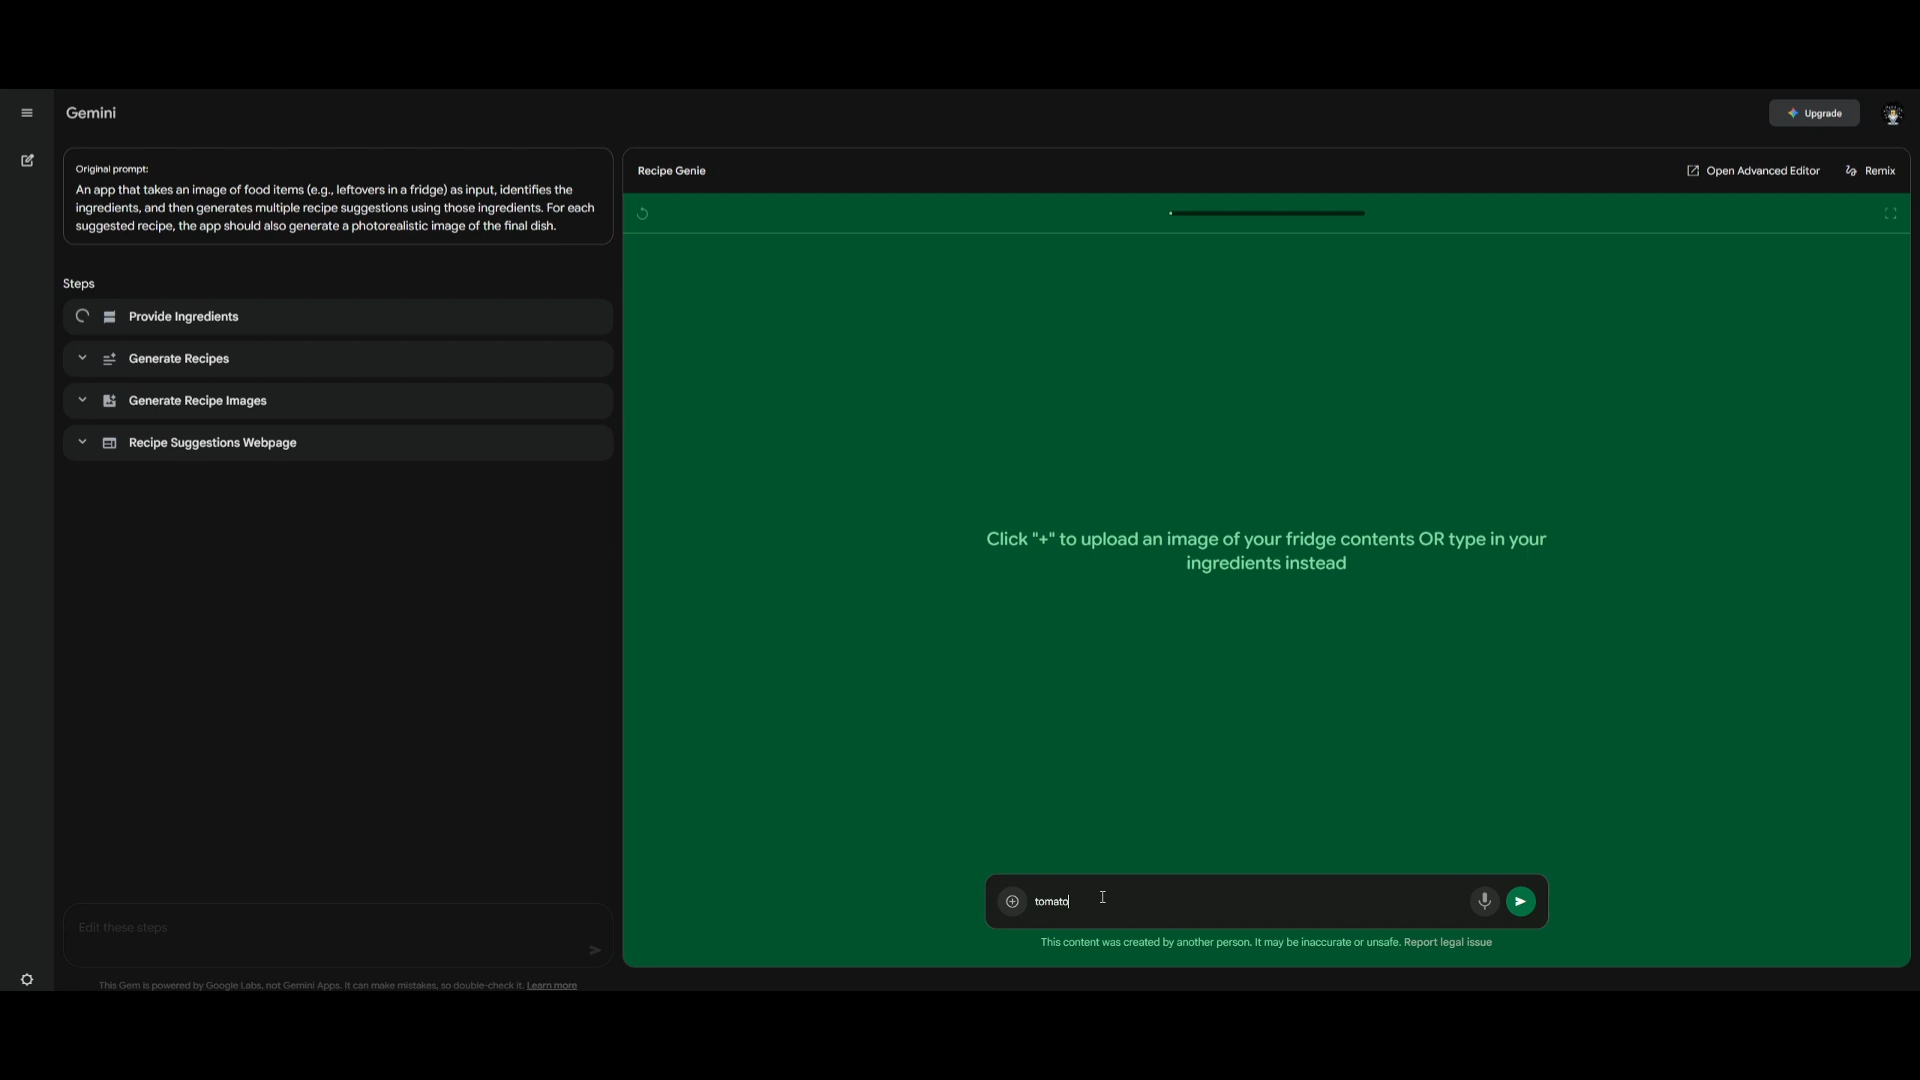 Gemini
Upgrade
Original prompt:
An app that takes an image of food items (e.g., leftovers in a fridge) as input, identifies the
ingredients, and then generates multiple recipe suggestions using those ingredients. For each
suggested recipe, the app should also generate a photorealistic image of the final dish.
Steps
Provide Ingredients
Generate Recipes
Generate Recipe Images
Recipe Suggestions Webpage
Edit these steps
This Gem is powered by Google Labs, not Gemini Apps. It can make mistakes, so double-check it. Learn more
Recipe Genie
Open Advanced Editor
Remix
Click "+" to upload an image of your fridge contents OR type in your
ingredients instead
tomato
This content was created by another person. It may be inaccurate or unsafe. Report legal issue